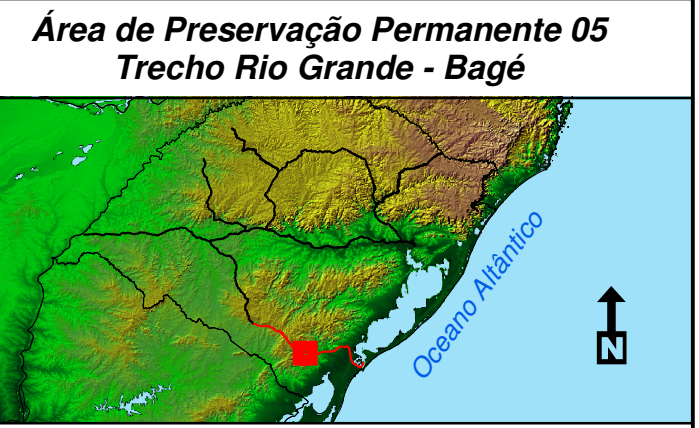 Área de Preservação Permanente 05
Trecho Rio Grande - Bagé
Oceano Altântico
N